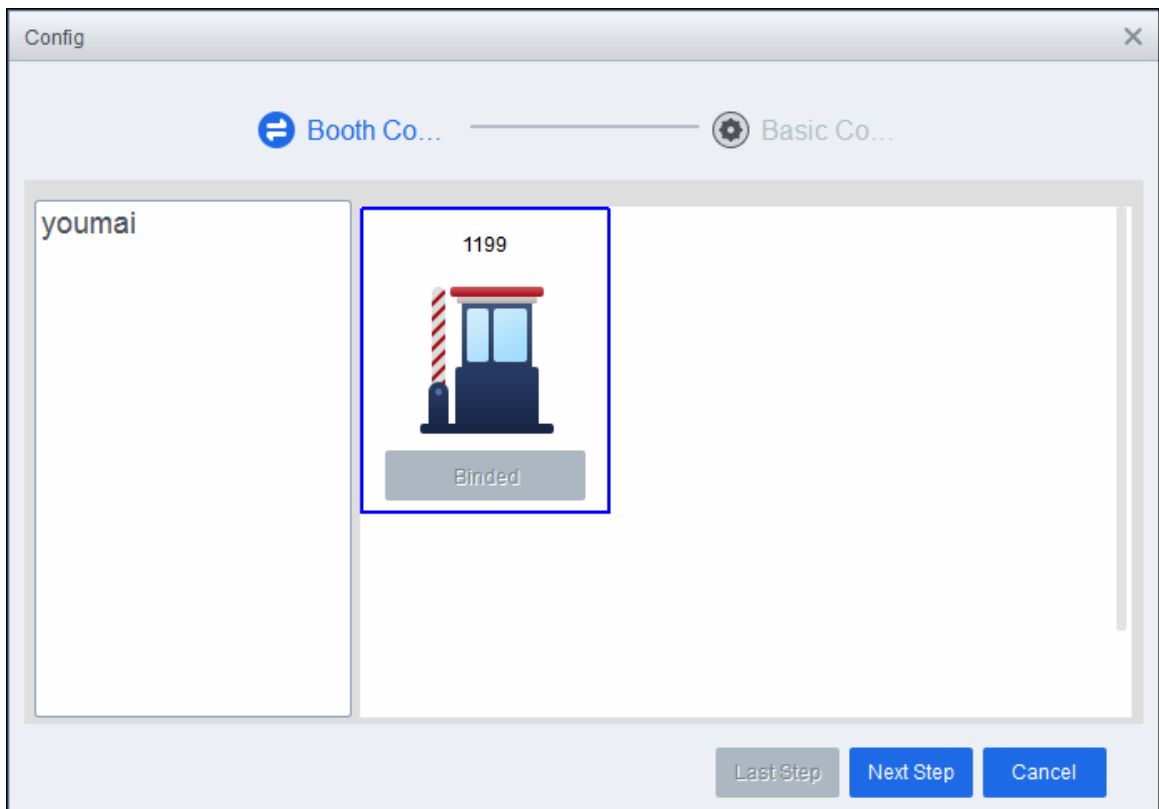 Config
Booth Co...
Basic Co...
youmai
1199
Binded
Last Step
Next Step
Cancel